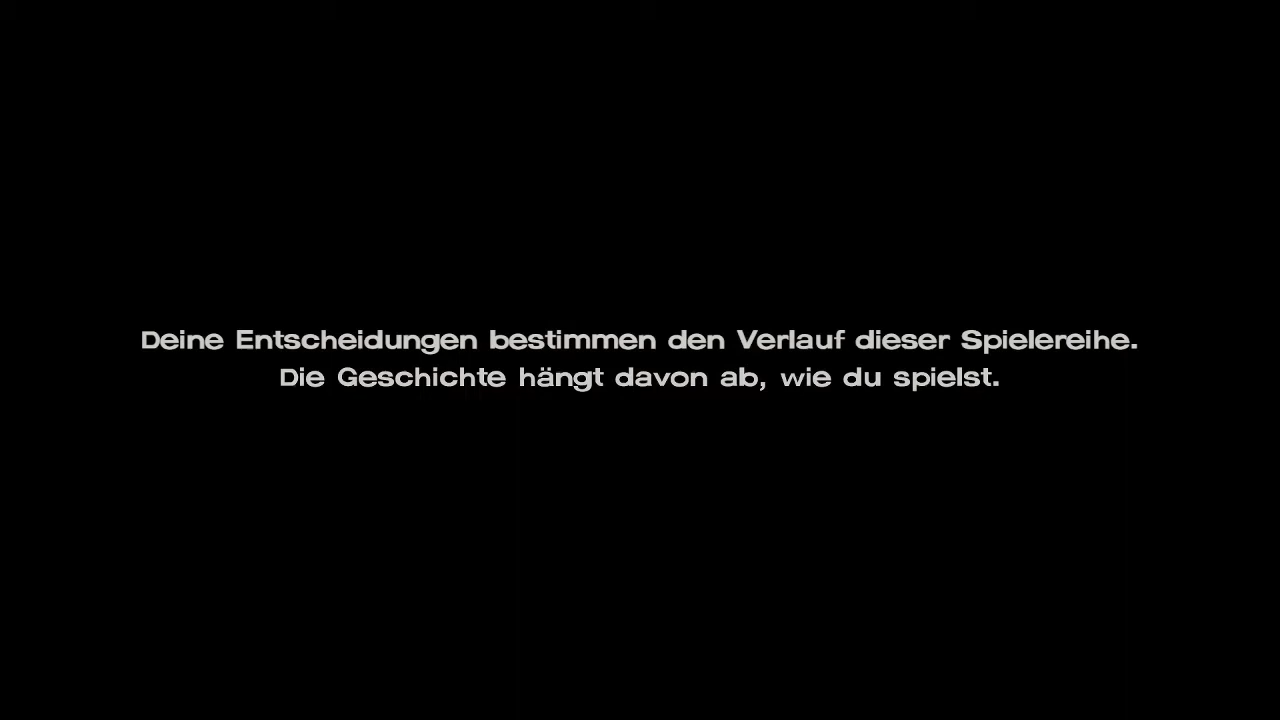 Deine Entscheidungen bestimmen den Verlauf dieser Spielereihe.
Die Geschichte hängt davon ab, wie du spielst.